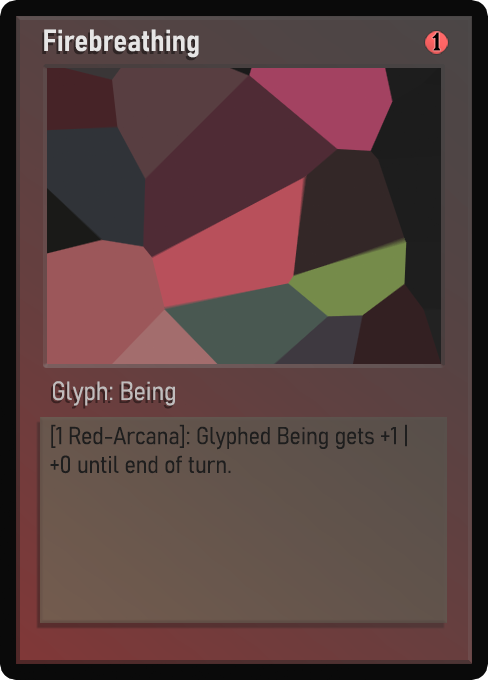 Firebreathing
1
Glyph: Being
[1 Red-Arcana]: Glyphed Being gets +1 |
+0 until end of turn.